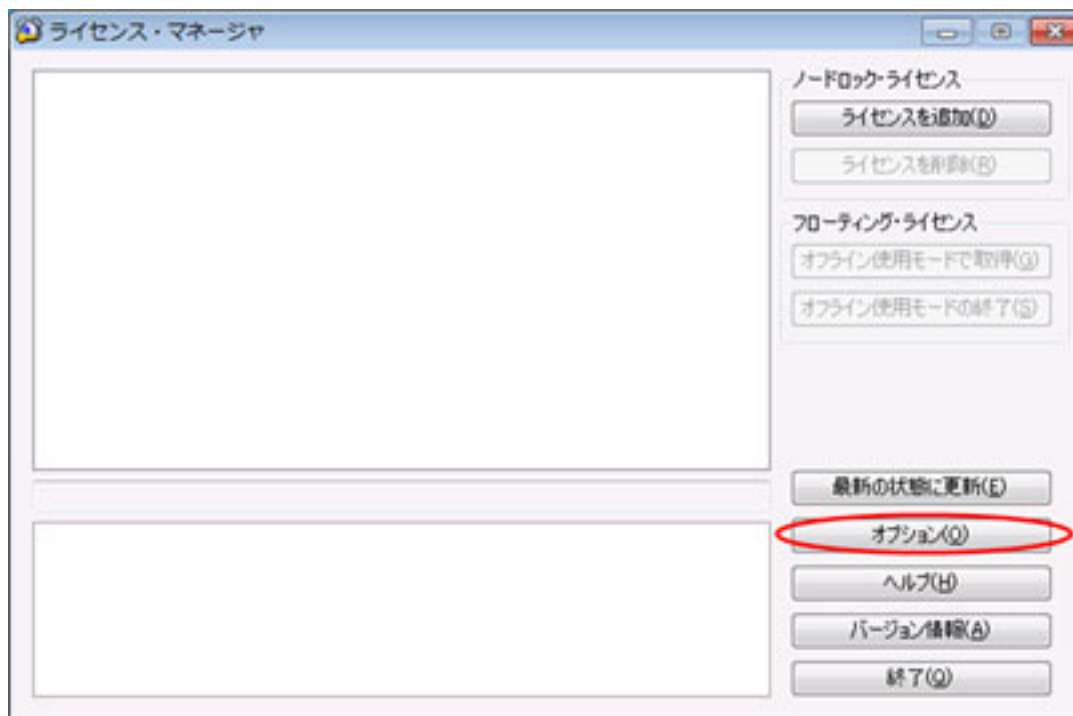 ライセンス・マネージャ
ノードロック・ライセンス
ライセンスを追加(D)
ライセンスを削除(R)
フローティング・ライセンス
オフライン使用モードで取得(G)
オフライン使用モードの終了(S)
最新の状態に更新(E)
オプション(O)
ヘルプ(H)
バージョン情報(A)
終了(Q)